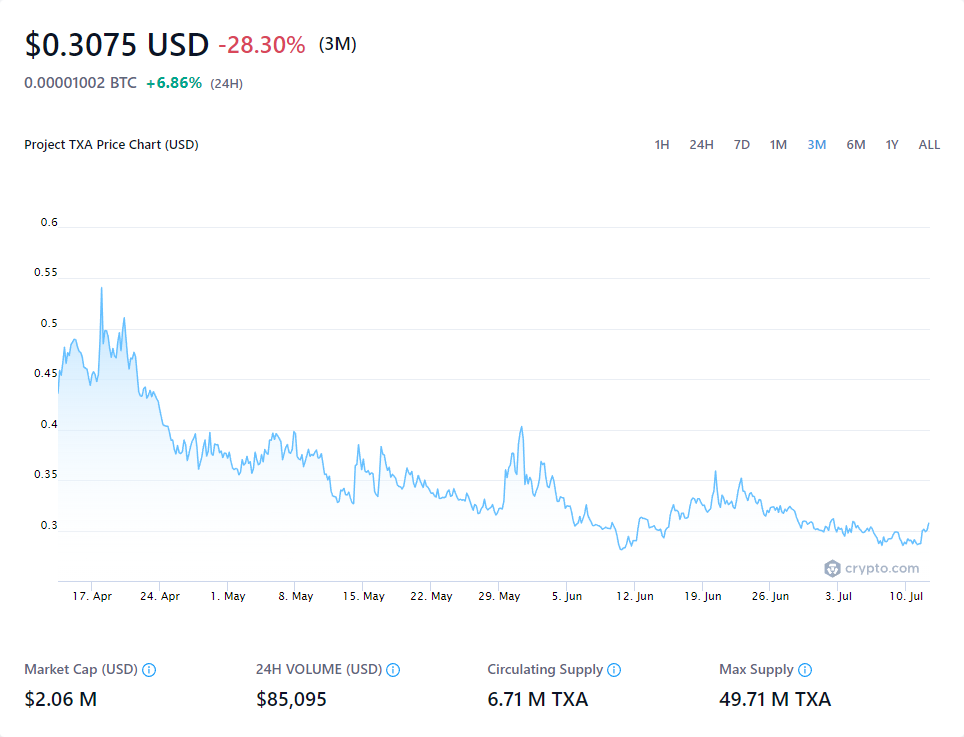 $0.3075 USD -28.30% (3M)
0.00001002 BTC +6.86% (24H)
Project TXA Price Chart (USD)
1H 24H 7D 1M 3M 6M 1Y ALL
0.6
0.55
0.5
0.45
0.4
0.35
0.3
crypto.com
17. Apr 24. Apr 1. May 8. May 15. May 22. May 29. May 5. Jun 12. Jun 19. Jun 26. Jun 3. Jul 10. Jul
Market Cap (USD) 24H VOLUME (USD) Circulating Supply Max Supply
$2.06 M $85,095 6.71 M TXA 49.71 M TXA